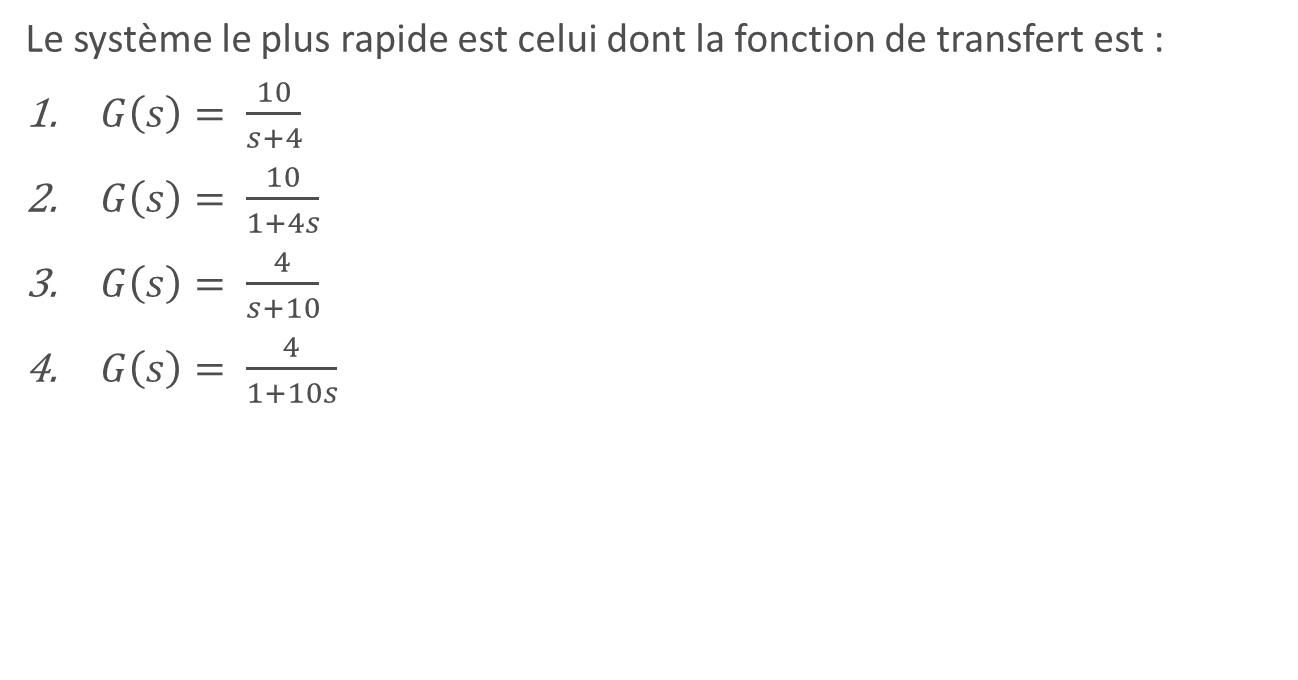 Le système le plus rapide est celui dont la fonction de transfert est :
1. G(s) = 10/(s+4)
2. G(s) = 10/(1+4s)
3. G(s) = 4/(s+10)
4. G(s) = 4/(1+10s)